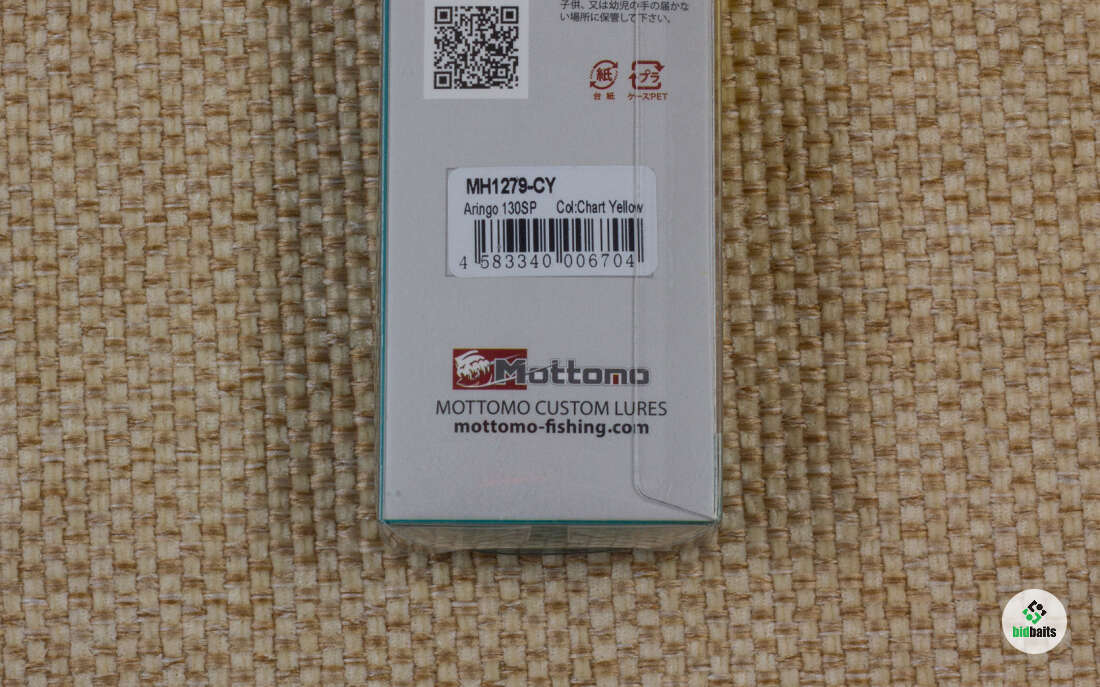 子供、又は幼児の手の届かな
い場所に保管して下さい。
紙
プラ
台紙
ケースPET
MH1279-CY
Aringo 130SP Col:Chart Yellow
4 583340 006704
Mottomo
MOTTOMO CUSTOM LURES
mottomo-fishing.com
bidbaits